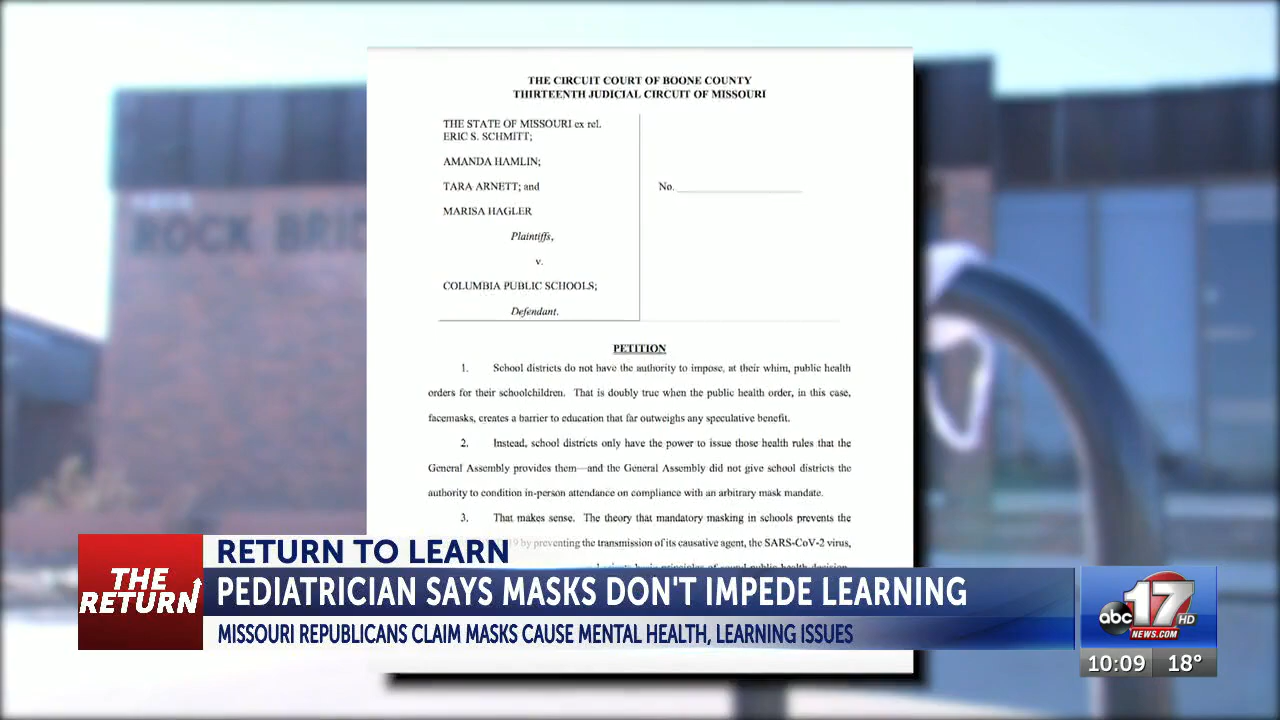 THE CIRCUIT COURT OF BOONE COUNTY
THIRTEENTH JUDICIAL CIRCUIT OF MISSOURI
THE STATE OF MISSOURI ex rel.
ERIC S. SCHMITT;
AMANDA HAMLIN;
TARA ARNETT; and
MARISA HAGLER
Plaintiffs,
v.
COLUMBIA PUBLIC SCHOOLS;
Defendant.
No.
PETITION
1. School districts do not have the authority to impose, at their whim, public health
orders for their schoolchildren. That is doubly true when the public health order, in this case,
facemasks, creates a barrier to education that far outweighs any speculative benefit.
2. Instead, school districts only have the power to issue those health rules that the
General Assembly provides them—and the General Assembly did not give school districts the
authority to condition in-person attendance on compliance with an arbitrary mask mandate.
3. That makes sense. The theory that mandatory masking in schools prevents the
by preventing the transmission of its causative agent, the SARS-CoV-2 virus,
ROCK
THE RETURN
RETURN TO LEARN
PEDIATRICIAN SAYS MASKS DON'T IMPEDE LEARNING
MISSOURI REPUBLICANS CLAIM MASKS CAUSE MENTAL HEALTH, LEARNING ISSUES
abc 17 HD
NEWS.COM
10:09 18°